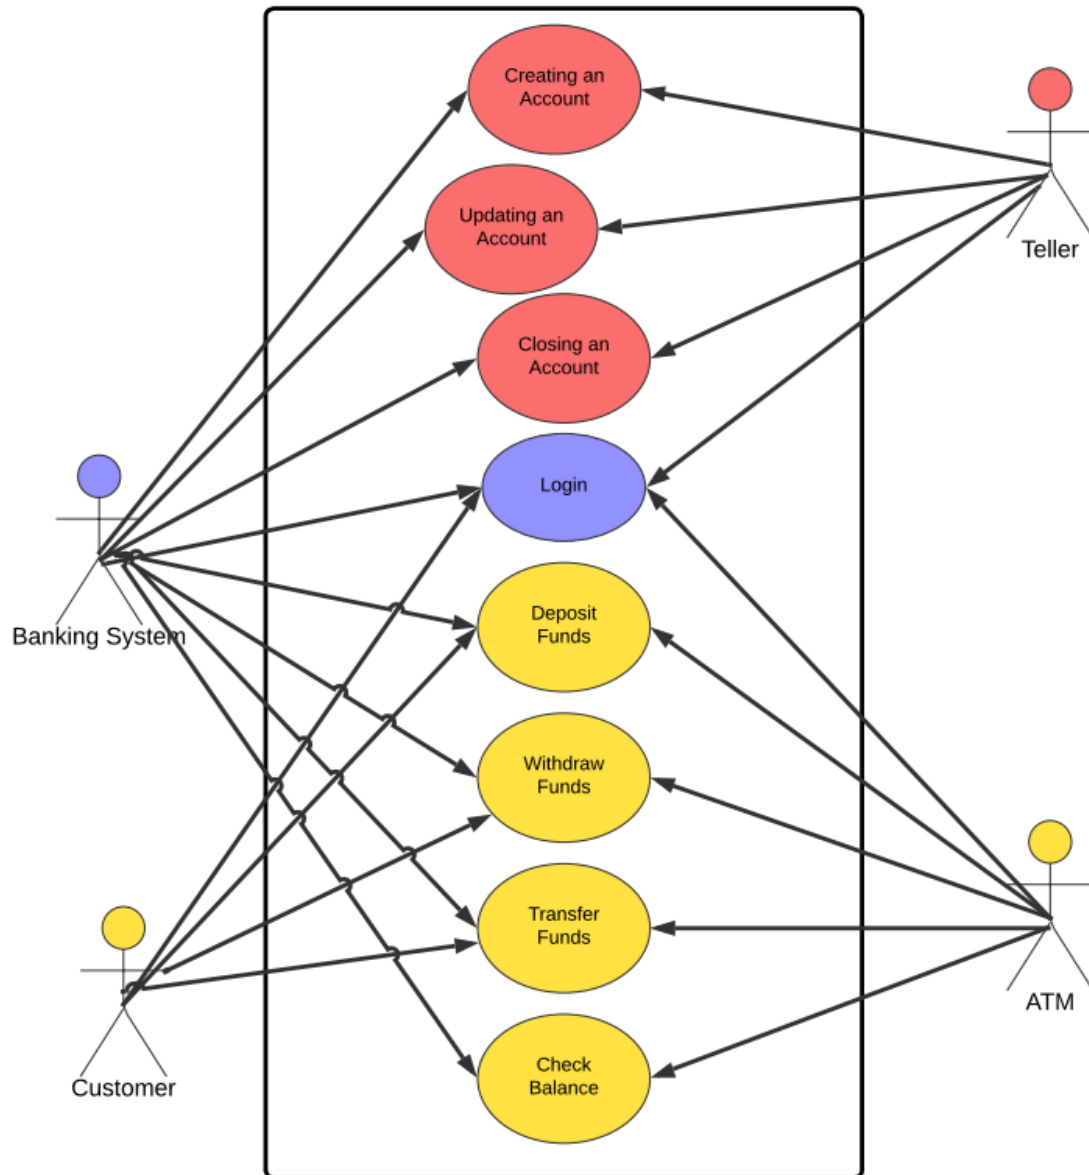 Creating an
Account
Teller
Updating an
Account
Closing an
Account
Login
Banking System
Deposit
Funds
Withdraw
Funds
Transfer
Funds
ATM
Check
Balance
Customer